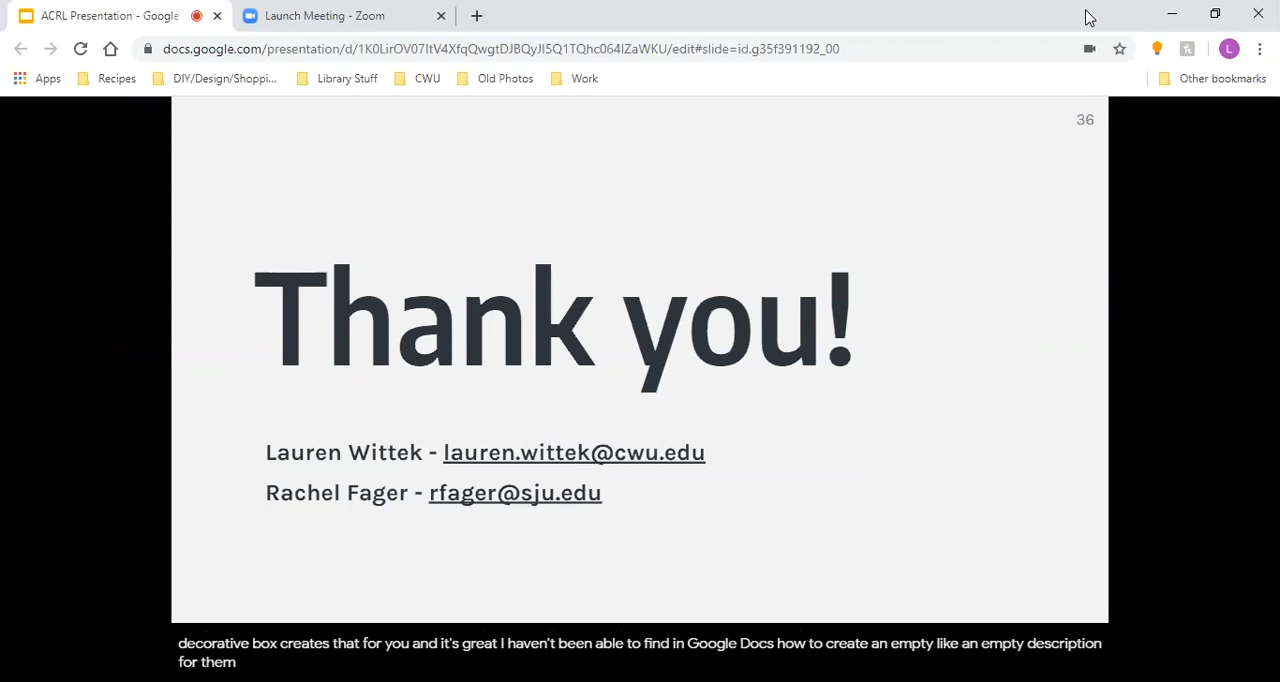 ACRL Presentation - Google
Launch Meeting - Zoom
docs.google.com/presentation/d/1K0LirOV07ItV4XfqQwgtDJBQyJI5Q1TQhc064lZaWKU/edit#slide=id.g35f391192_00
L
Apps
Recipes
DIY/Design/Shoppi...
Library Stuff
CWU
Old Photos
Work
Other bookmarks
36
Thank you!
Lauren Wittek - lauren.wittek@cwu.edu
Rachel Fager - rfager@sju.edu
decorative box creates that for you and it's great I haven't been able to find in Google Docs how to create an empty like an empty description
for them